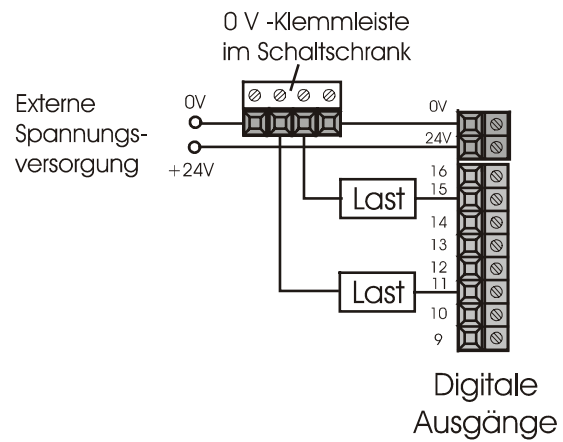 0 V -Klemmleiste
im Schaltschrank
Externe
Spannungs-
versorgung
0V
+24V
0V
24V
16
15
Last
14
13
12
11
Last
10
9
Digitale
Ausgänge